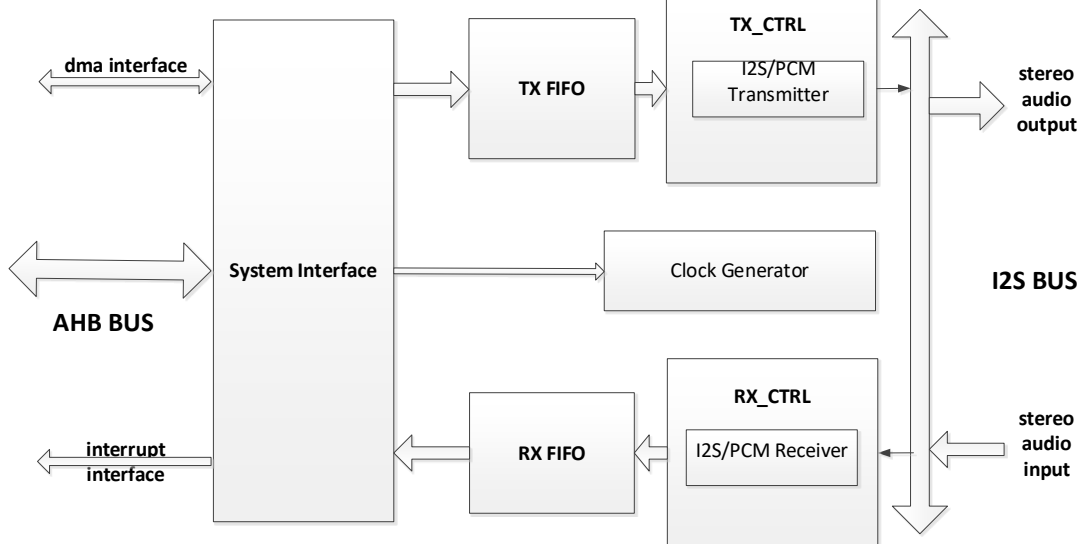 dma interface
AHB BUS
interrupt
interface
System Interface
TX FIFO
TX_CTRL
I2S/PCM
Transmitter
Clock Generator
RX FIFO
RX_CTRL
I2S/PCM Receiver
stereo
audio
output
I2S BUS
stereo
audio
input